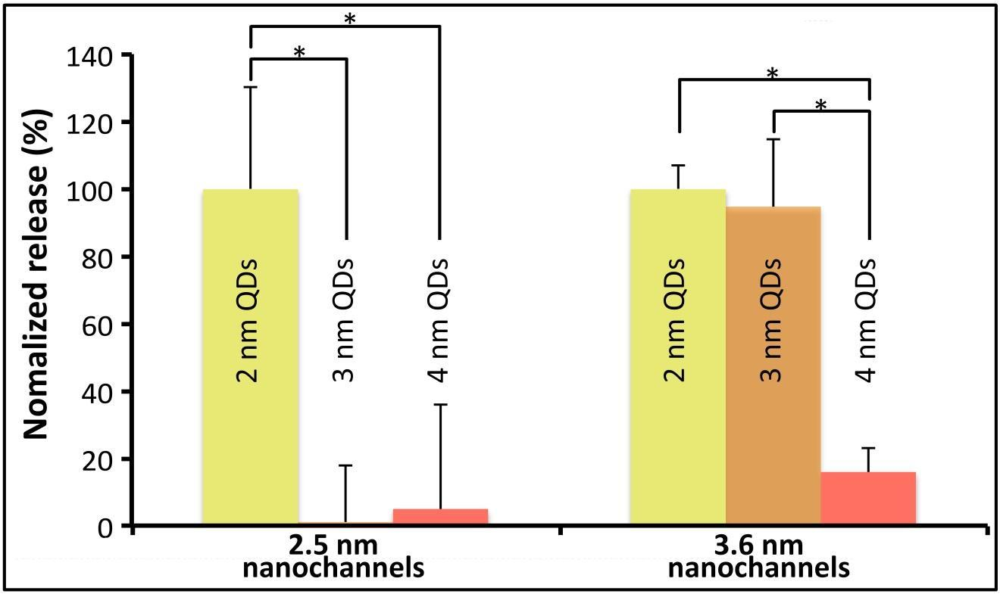 *
*
*
*
140
120
100
80
60
40
20
0
Nomalized release (%)
2 nm QDs
3 nm QDs
4 nm QDs
2 nm QDs
3 nm QDs
4 nm QDs
2.5 nm
nanochannels
3.6 nm
nanochannels